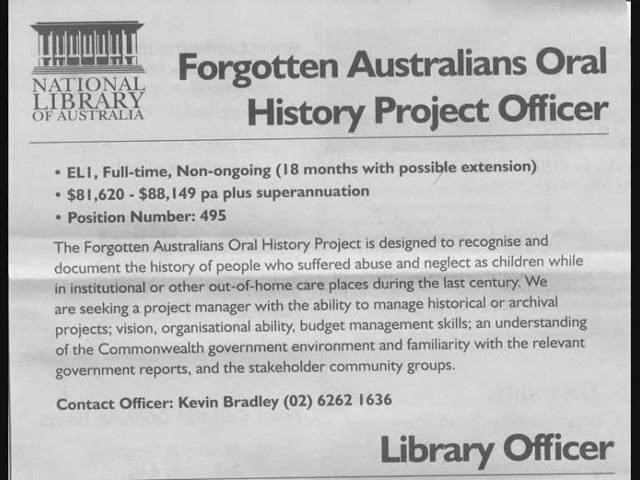 NATIONAL
LIBRARY
OF AUSTRALIA
Forgotten Australians Oral
History Project Officer
• EL1, Full-time, Non-ongoing (18 months with possible extension)
• $81,620 - $88,149 pa plus superannuation
• Position Number: 495
The Forgotten Australians Oral History Project is designed to recognise and
document the history of people who suffered abuse and neglect as children while
in institutional or other out-of-home care places during the last century. We
are seeking a project manager with the ability to manage historical or archival
projects; vision, organisational ability, budget management skills; an understanding
of the Commonwealth government environment and familiarity with the relevant
government reports, and the stakeholder community groups.
Contact Officer: Kevin Bradley (02) 6262 1636
Library Officer